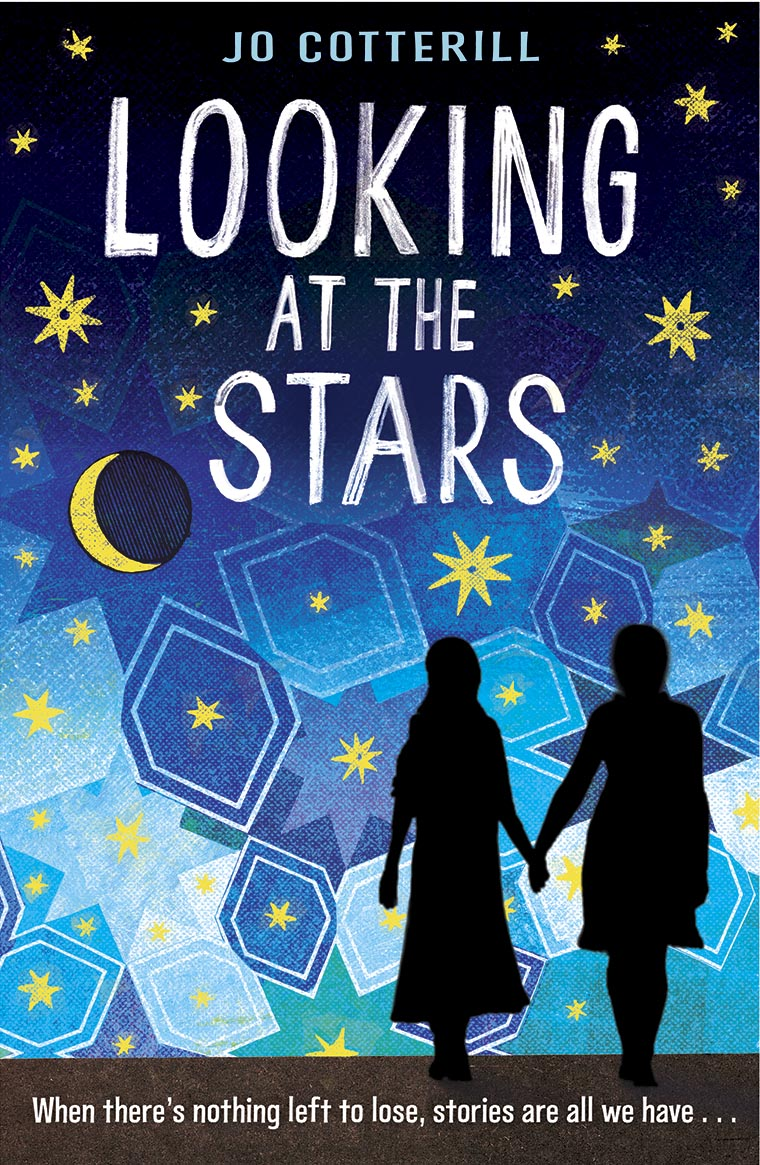 JO COTTERILL
LOOKING
AT THE
STARS
When there's nothing left to lose, stories are all we have . . .